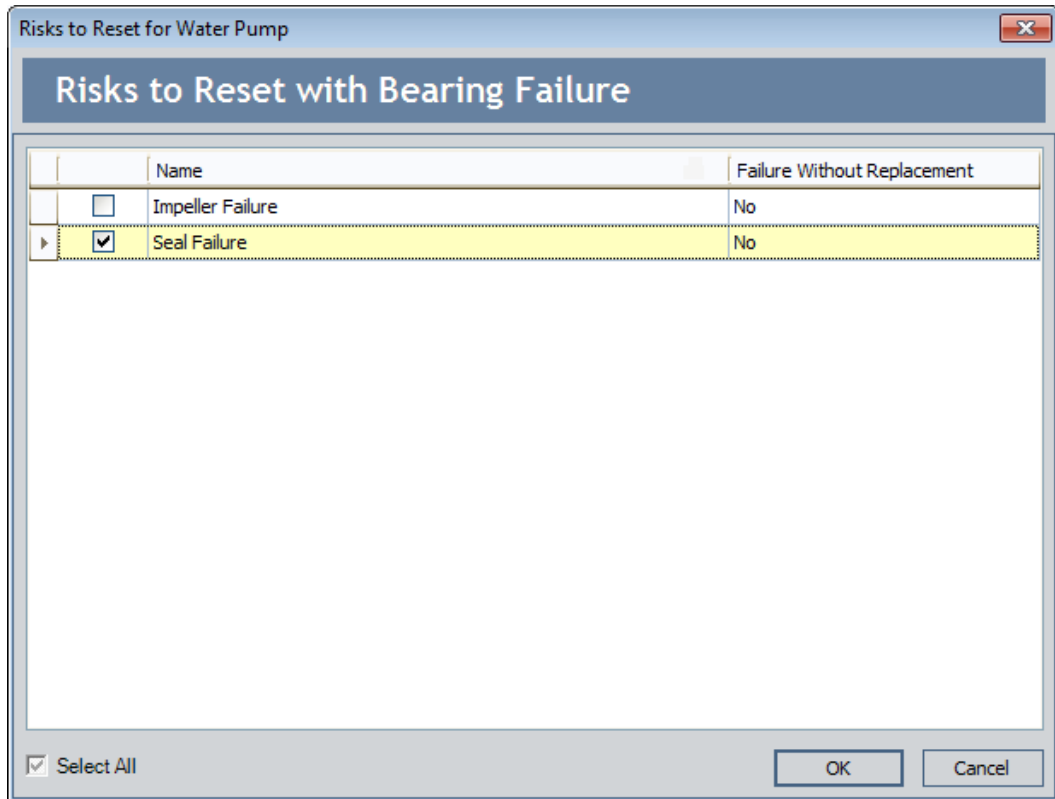 Risks to Reset for Water Pump
Risks to Reset with Bearing Failure
Name Failure Without Replacement
Impeller Failure No
Seal Failure No
Select All OK Cancel